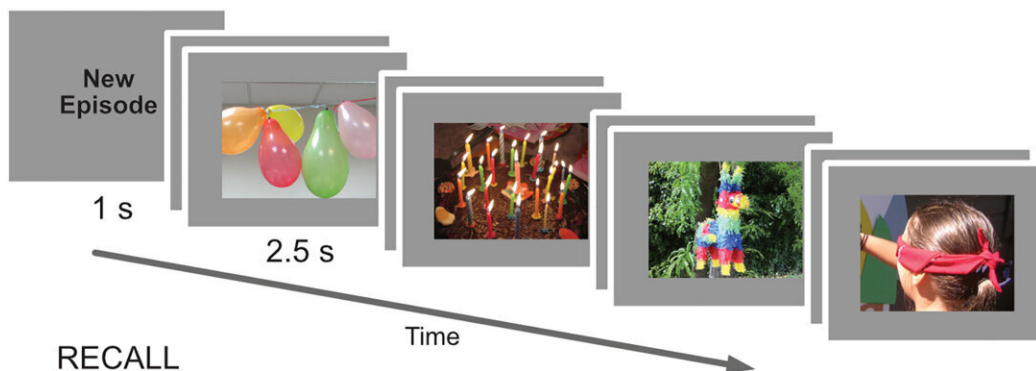 New
Episode
1 s
2.5 s
Time
RECALL